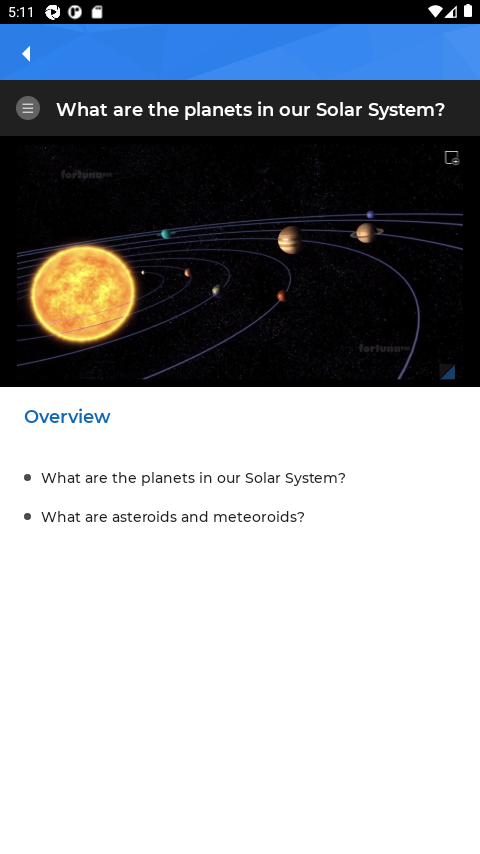 5:11
What are the planets in our Solar System?
fortuna
fortuna
Overview
What are the planets in our Solar System?
What are asteroids and meteoroids?